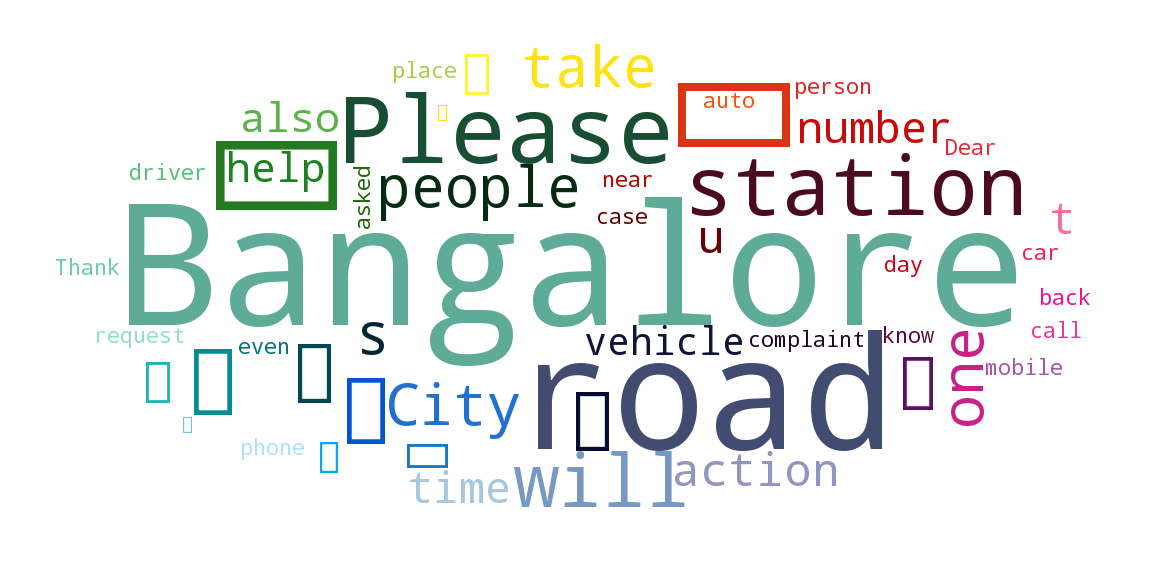 take
place
person
auto
Please
also
number
Dear
help
driver
asked
people
near
station
case
u
t
Bangalore
Thank
day
car
back
request
even
s
vehicle
complaint
know
call
one
mobile
City
road
phone
time
will
action